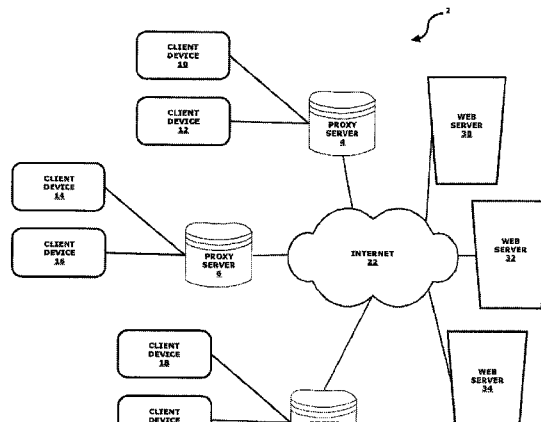 2
CLIENT
DEVICE
10
CLIENT
DEVICE
12
PROXY
SERVER
4
WEB
SERVER
30
CLIENT
DEVICE
14
CLIENT
DEVICE
16
PROXY
SERVER
6
INTERNET
22
WEB
SERVER
32
CLIENT
DEVICE
18
CLIENT
DEVICE
WEB
SERVER
34